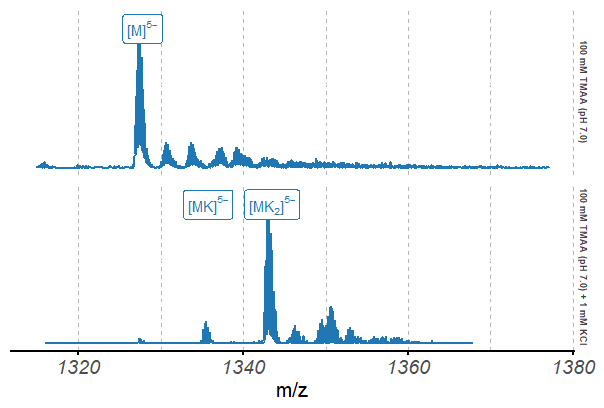 [M]⁵⁻
100 mM TMAA (pH 7.0)
[MK]⁵⁻ [MK₂]⁵⁻
100 mM TMAA (pH 7.0) + 1 mM KCl
1320 1340 1360 1380
m/z